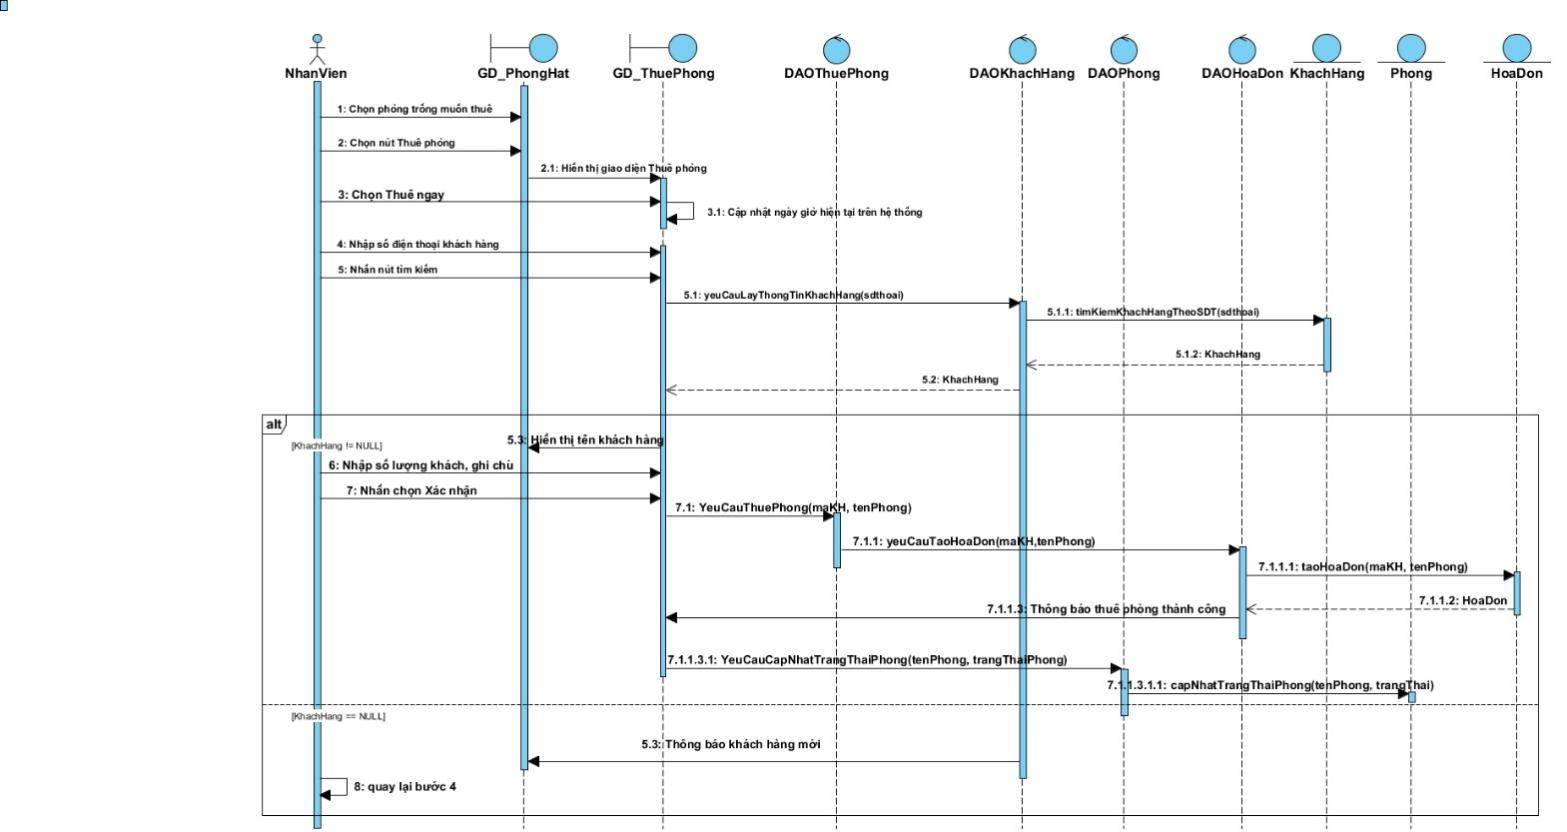 NhanVien
GD_PhongHat
GD_ThuePhong
DAOThuePhong
DAOKhachHang
DAOPhong
DAOHoaDon
KhachHang
Phong
HoaDon
1: Chọn phòng trống muốn thuê
2: Chọn nút Thuê phòng
2.1: Hiển thị giao diện Thuê phòng
3: Chọn Thuê ngay
3.1: Cập nhật ngày giờ hiện tại trên hệ thống
4: Nhập số điện thoại khách hàng
5: Nhấn nút tìm kiếm
5.1: yeuCauLayThongTinKhachHang(sdthoai)
5.1.1: timKiemKhachHangTheoSDT(sdthoai)
5.1.2: KhachHang
5.2: KhachHang
alt
[KhachHang != NULL]
5.3: Hiển thị tên khách hàng
6: Nhập số lượng khách, ghi chú
7: Nhấn chọn Xác nhận
7.1: YeuCauThuePhong(maKH, tenPhong)
7.1.1: yeuCauTaoHoaDon(maKH,tenPhong)
7.1.1.1: taoHoaDon(maKH, tenPhong)
7.1.1.2: HoaDon
7.1.1.3: Thông báo thuê phòng thành công
7.1.1.3.1: YeuCauCapNhatTrangThaiPhong(tenPhong, trangThaiPhong)
7.1.1.3.1.1: capNhatTrangThaiPhong(tenPhong, trangThai)
[KhachHang == NULL]
5.3: Thông báo khách hàng mới
8: quay lại bước 4